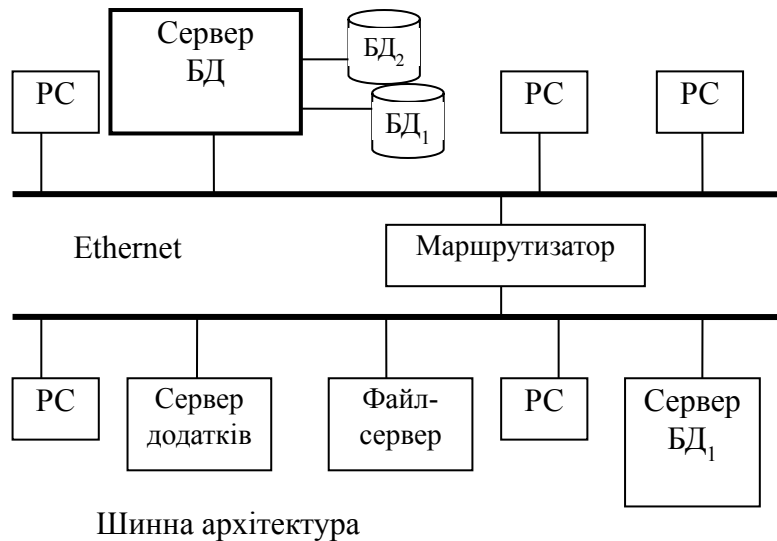 Сервер
БД
БД₂
БД₁
РС
РС
РС
Ethernet
Маршрутизатор
РС
Сервер
додатків
Файл-
сервер
РС
Сервер
БД₁
Шинна архітектура